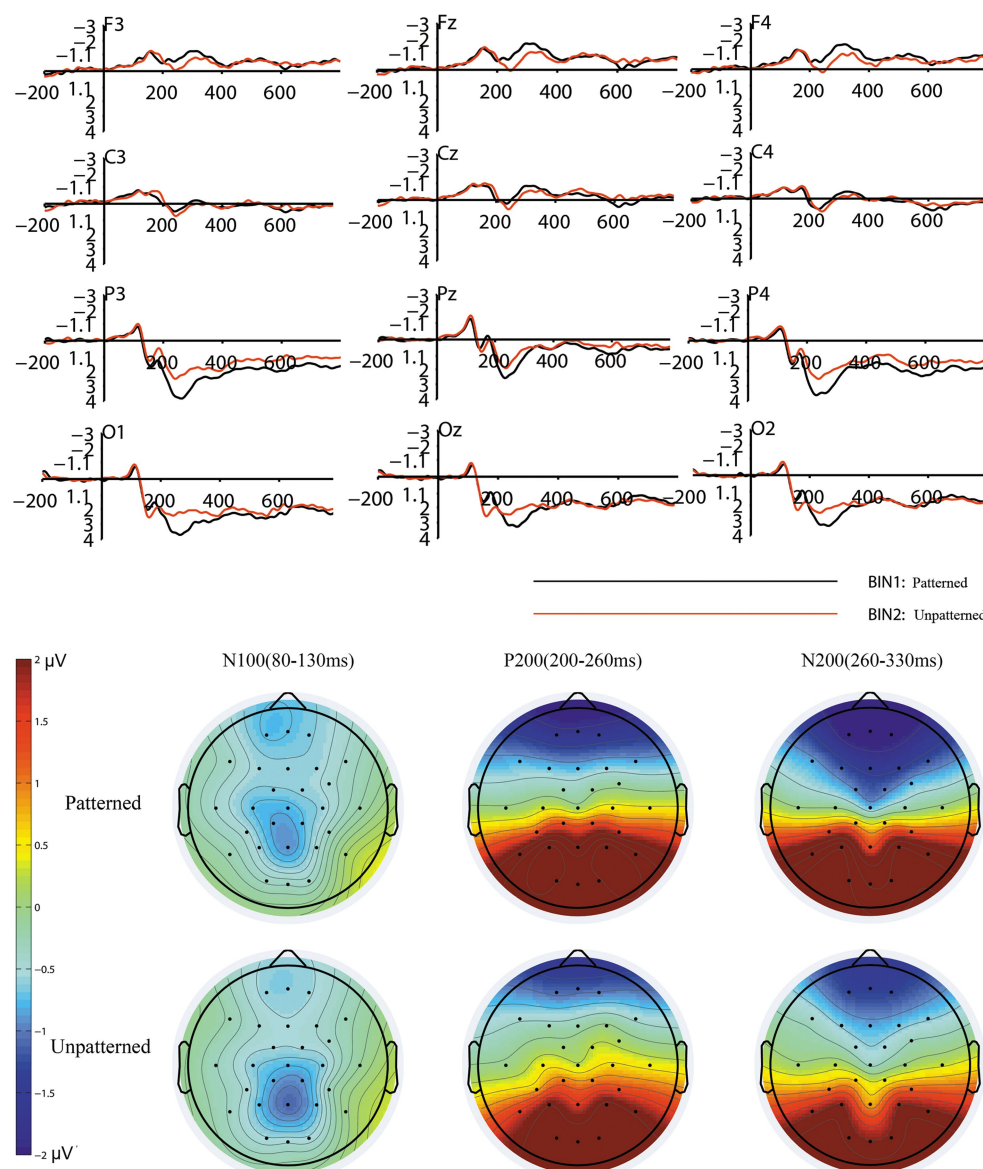 F3 Fz F4
−3 −3 −3
−2 −2 −2
−1.1 −1.1 −1.1
−200 200 400 600 −200 200 400 600 −200 200 400 600
1.1 1.1 1.1
2 2 2
3 3 3
4 4 4
C3 Cz C4
−3 −3 −3
−2 −2 −2
−1.1 −1.1 −1.1
−200 200 400 600 −200 200 400 600 −200 200 400 600
1.1 1.1 1.1
2 2 2
3 3 3
4 4 4
P3 Pz P4
−3 −3 −3
−2 −2 −2
−1.1 −1.1 −1.1
−200 200 400 600 −200 200 400 600 −200 200 400 600
1.1 1.1 1.1
2 2 2
3 3 3
4 4 4
O1 Oz O2
−3 −3 −3
−2 −2 −2
−1.1 −1.1 −1.1
−200 200 400 600 −200 200 400 600 −200 200 400 600
1.1 1.1 1.1
2 2 2
3 3 3
4 4 4
BIN1: Patterned
BIN2: Unpatterned
2 µV N100(80-130ms) P200(200-260ms) N200(260-330ms)
1.5
1
Patterned
0.5
0
−0.5
−1
Unpatterned
−1.5
−2 µV